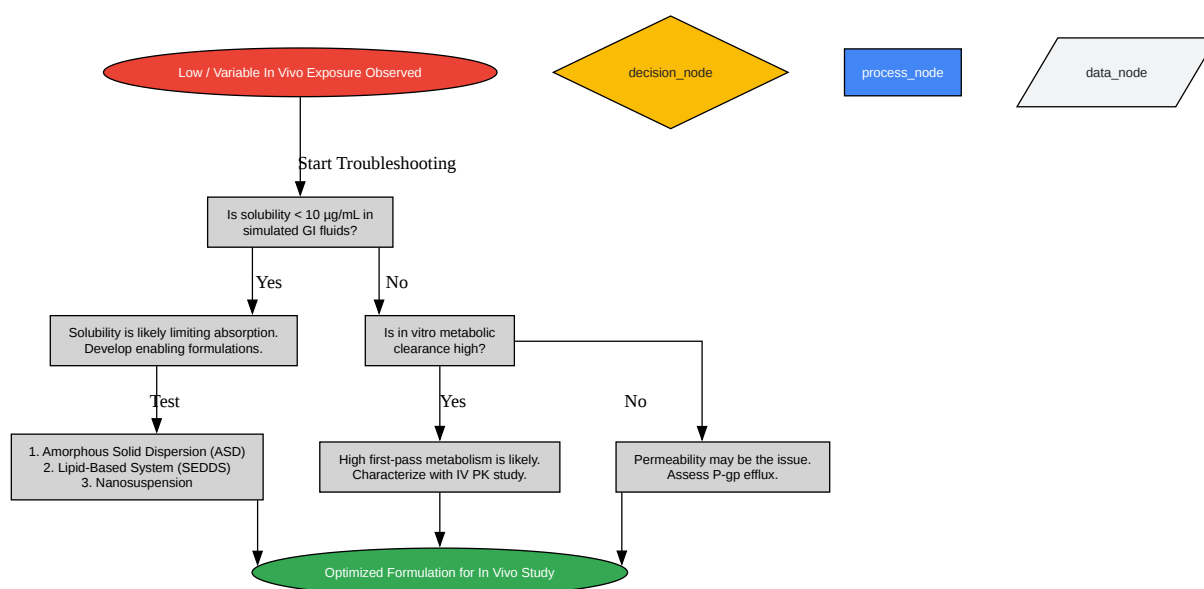 Low / Variable In Vivo Exposure Observed
decision_node
process_node
data_node
Start Troubleshooting
Is solubility < 10 µg/mL in
simulated GI fluids?
Yes
No
Solubility is likely limiting absorption.
Develop enabling formulations.
Is in vitro metabolic
clearance high?
Test
Yes
No
1. Amorphous Solid Dispersion (ASD)
2. Lipid-Based System (SEDDS)
3. Nanosuspension
High first-pass metabolism is likely.
Characterize with IV PK study.
Permeability may be the issue.
Assess P-gp efflux.
Optimized Formulation for In Vivo Study